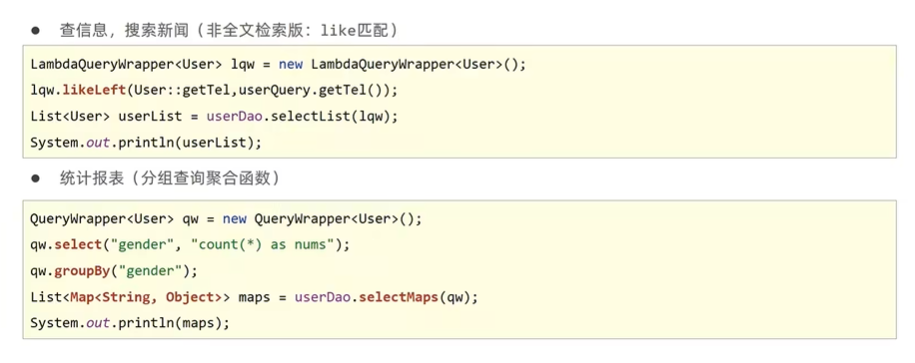 ● 查信息，搜索新闻（非全文检索版：like匹配）
LambdaQueryWrapper<User> lqw = new LambdaQueryWrapper<User>();
lqw.likeLeft(User::getTel,userQuery.getTel());
List<User> userList = userDao.selectList(lqw);
System.out.println(userList);
● 统计报表（分组查询聚合函数）
QueryWrapper<User> qw = new QueryWrapper<User>();
qw.select("gender", "count(*) as nums");
qw.groupBy("gender");
List<Map<String, Object>> maps = userDao.selectMaps(qw);
System.out.println(maps);